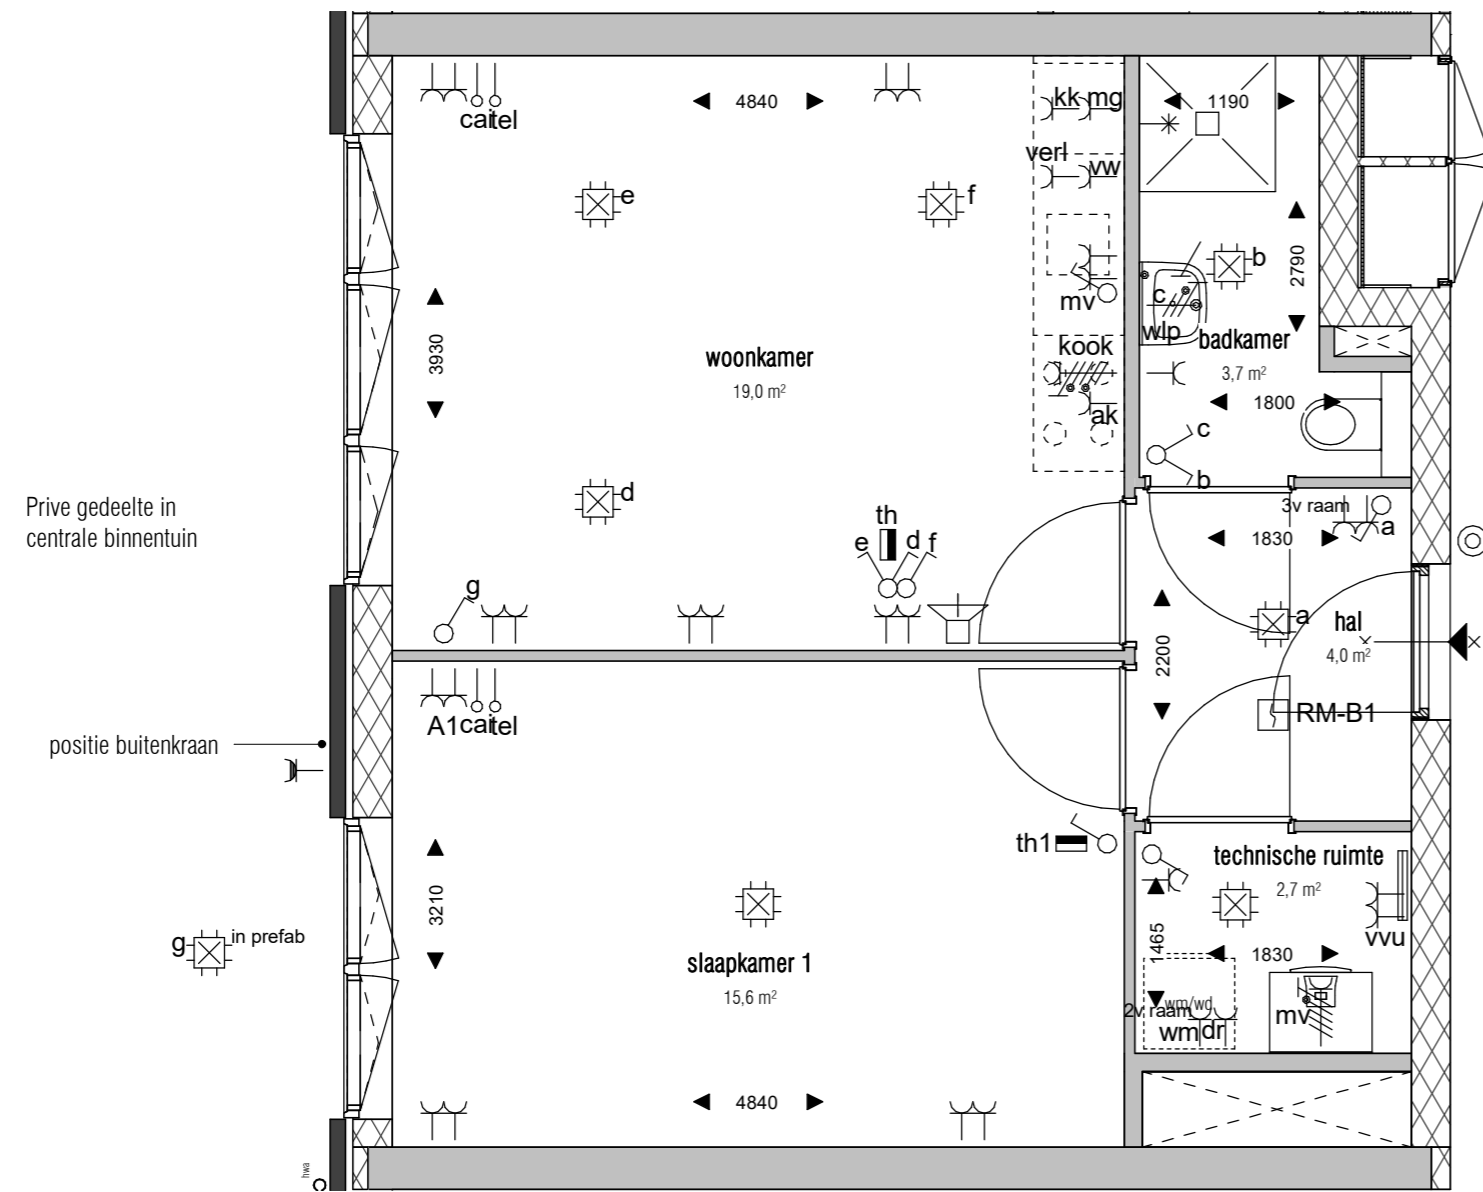 caitel
4840
kk mg
1190
verl
vw
e
f
b
2790
mv
c
wlp
badkamer
3,7 m²
3930
woonkamer
19,0 m²
kook
ak
1800
c
b
d
Prive gedeelte in
centrale binnentuin
3v raam
a
1830
th
e d f
g
a
hal
4,0 m²
2200
A1caitel
RM-B1
positie buitenkraan
th1
technische ruimte
2,7 m²
3210
vvu
1465
1830
g
in prefab
slaapkamer 1
15,6 m²
wm/wd
2v raam
wm dr
mv
4840
hwa